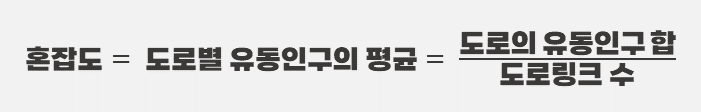 혼잡도 = 도로별 유동인구의 평균 = 도로의 유동인구 합
도로링크 수